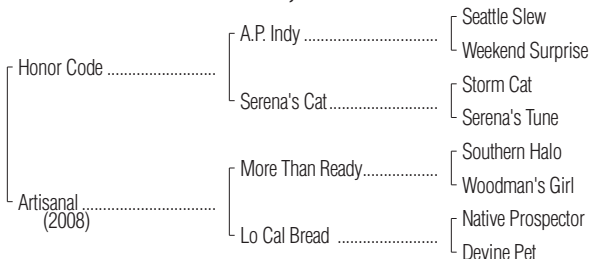 Seattle Slew
A.P. Indy ................................
Weekend Surprise
Honor Code ..........................
Storm Cat
Serena's Cat..........................
Serena's Tune
Southern Halo
More Than Ready..................
Woodman's Girl
Artisanal ................................
(2008)
Native Prospector
Lo Cal Bread ........................
Devine Pet